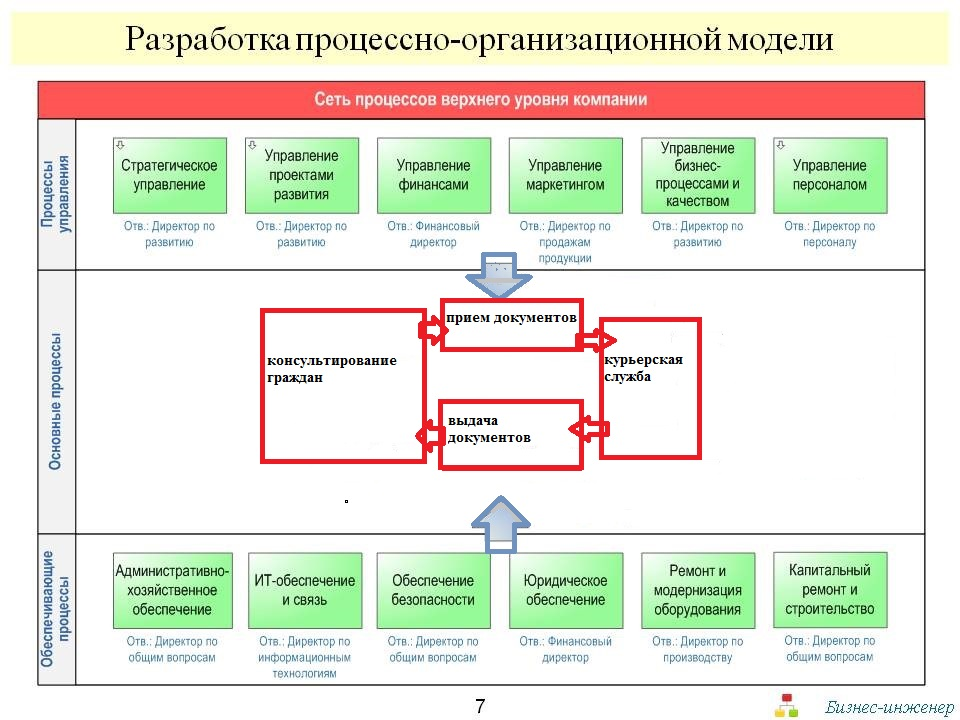 Разработка процессно-организационной модели
Сеть процессов верхнего уровня компании
Процессы
управления
Стратегическое
управление
Отв.: Директор по
развитию
Управление
проектами
развития
Отв.: Директор по
развитию
Управление
финансами
Отв.: Финансовый
директор
Управление
маркетингом
Отв.: Директор по
продажам
продукции
Управление
бизнес-
процессами и
качеством
Отв.: Директор по
развитию
Управление
персоналом
Отв.: Директор по
персоналу
Основные процессы
консультирование
граждан
прием документов
курьерская
служба
выдача
документов
Обеспечивающие
процессы
Административно-
хозяйственное
обеспечение
Отв.: Директор по
общим вопросам
ИТ-обеспечение
и связь
Отв.: Директор по
информационным
технологиям
Обеспечение
безопасности
Отв.: Директор по
общим вопросам
Юридическое
обеспечение
Отв.: Финансовый
директор
Ремонт и
модернизация
оборудования
Отв.: Директор по
производству
Капитальный
ремонт и
строительство
Отв.: Директор по
общим вопросам
7
Бизнес-инженер